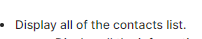 • Display all of the contacts list.